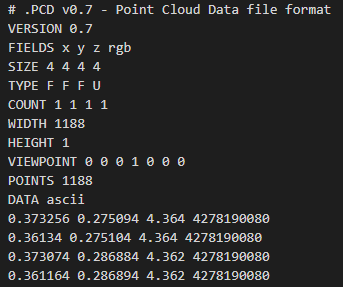 # .PCD v0.7 - Point Cloud Data file format
VERSION 0.7
FIELDS x y z rgb
SIZE 4 4 4 4
TYPE F F F U
COUNT 1 1 1 1
WIDTH 1188
HEIGHT 1
VIEWPOINT 0 0 0 1 0 0 0
POINTS 1188
DATA ascii
0.373256 0.275094 4.364 4278190080
0.36134 0.275104 4.364 4278190080
0.373074 0.286884 4.362 4278190080
0.361164 0.286894 4.362 4278190080